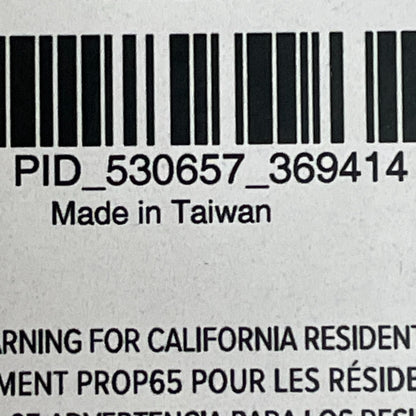 PID_530657_369414
Made in Taiwan
ARNING FOR CALIFORNIA RESIDENT
MENT PROP65 POUR LES RÉSIDE